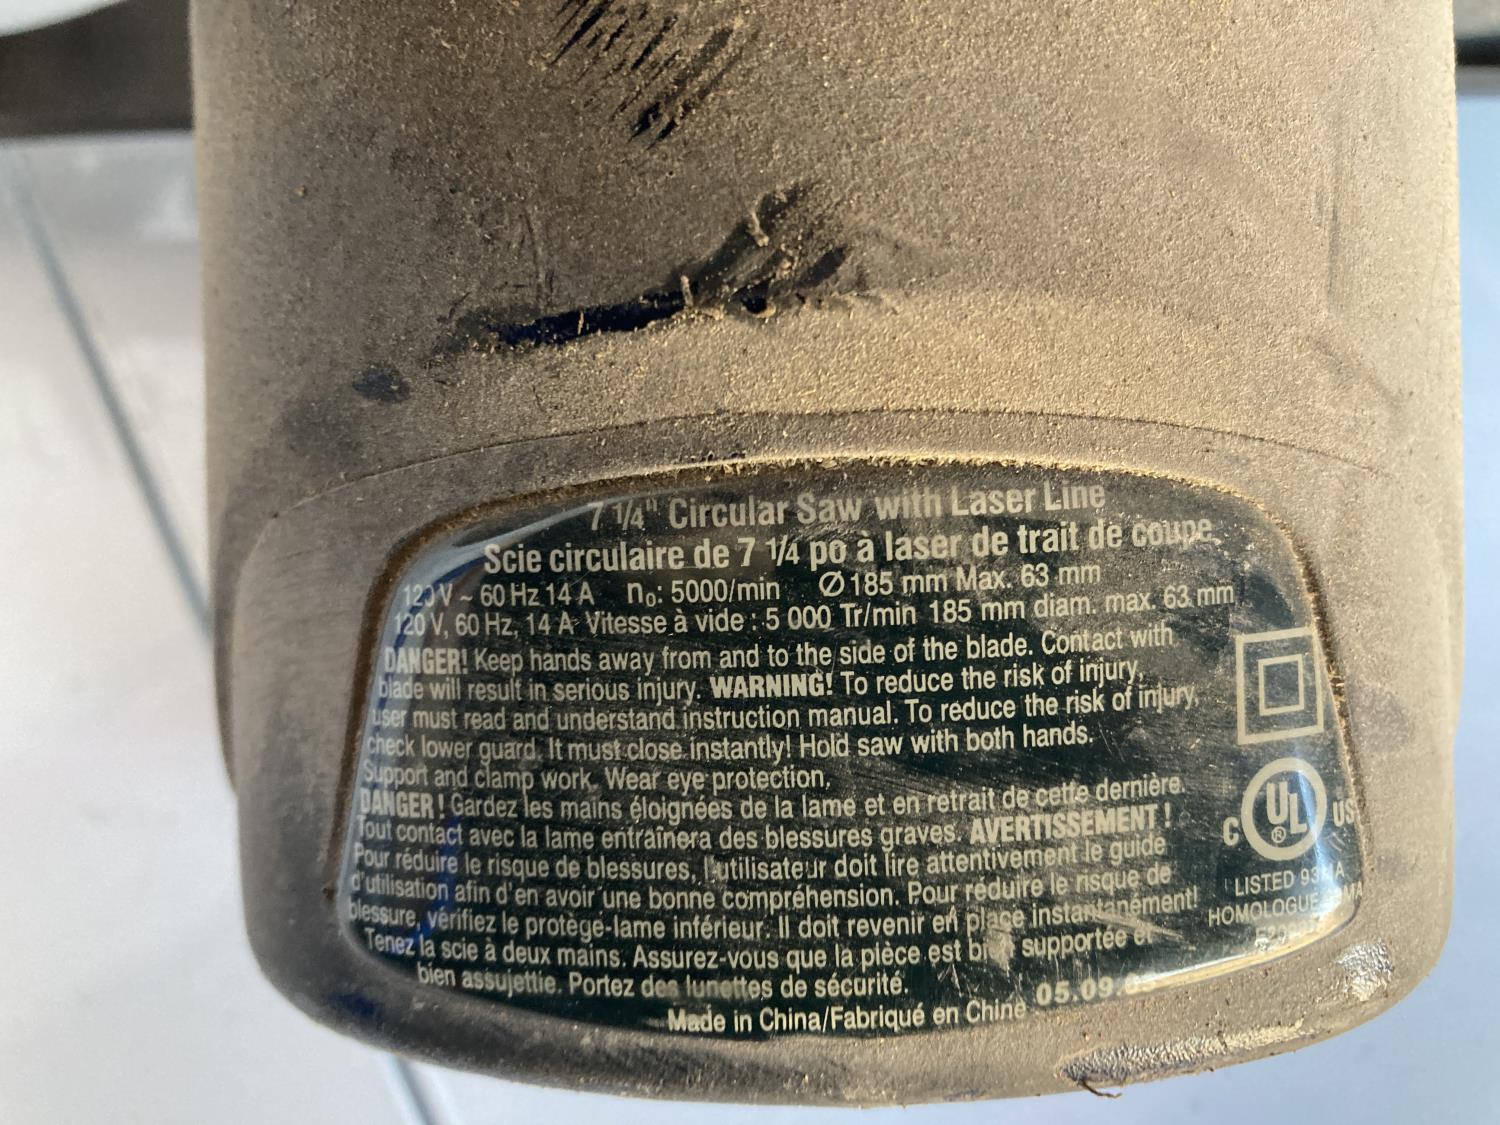 7 1/4" Circular Saw with Laser Line
Scie circulaire de 7 1/4 po à laser de trait de coupe
120 V ~ 60 Hz 14 A n₀: 5000/min Ø 185 mm Max. 63 mm
120 V, 60 Hz, 14 A Vitesse à vide : 5 000 Tr/min 185 mm diam. max. 63 mm
DANGER! Keep hands away from and to the side of the blade. Contact with
blade will result in serious injury. WARNING! To reduce the risk of injury,
user must read and understand instruction manual. To reduce the risk of injury,
check lower guard. It must close instantly! Hold saw with both hands.
Support and clamp work. Wear eye protection.
DANGER ! Gardez les mains éloignées de la lame et en retrait de cette dernière.
Tout contact avec la lame entraînera des blessures graves. AVERTISSEMENT !
Pour réduire le risque de blessures, l'utilisateur doit lire attentivement le guide
d'utilisation afin d'en avoir une bonne compréhension. Pour réduire le risque de
blessure, vérifiez le protège-lame inférieur. Il doit revenir en place instantanément!
Tenez la scie à deux mains. Assurez-vous que la pièce est bien supportée et
bien assujettie. Portez des lunettes de sécurité.
Made in China/Fabriqué en Chine 05.09.
C UL ® US
LISTED
HOMOLOGUÉ